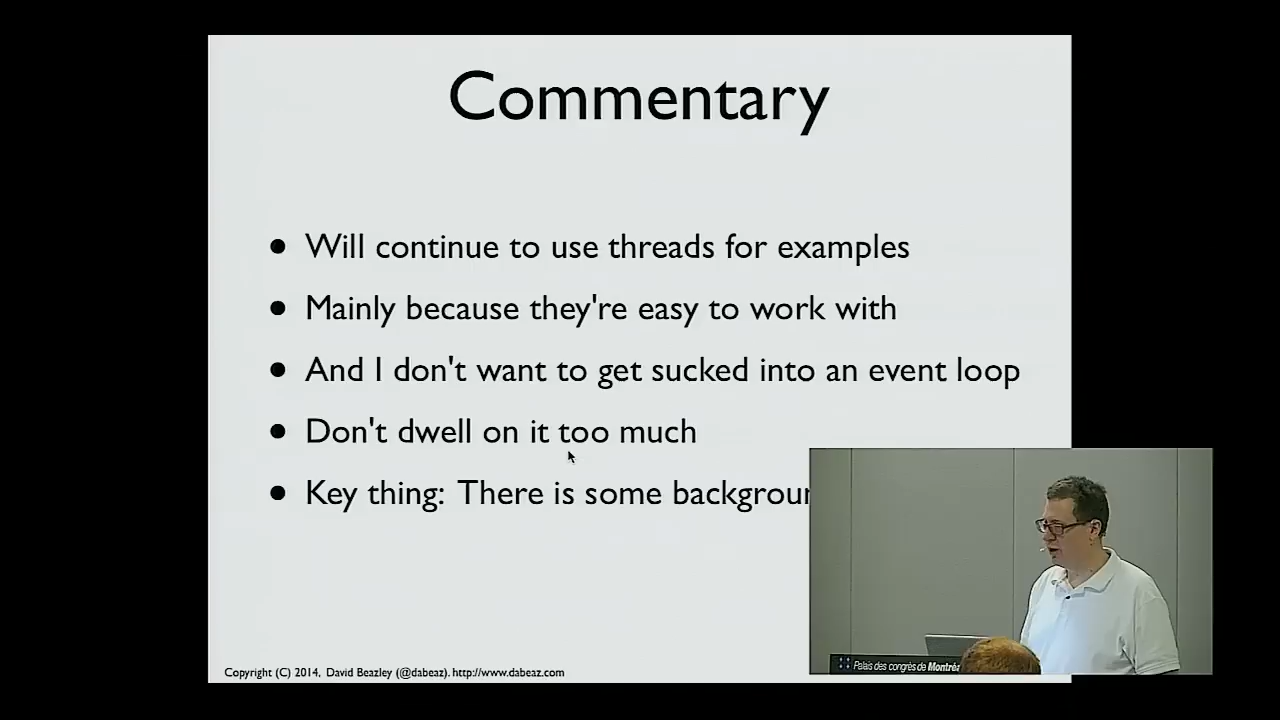 Commentary
• Will continue to use threads for examples
• Mainly because they're easy to work with
• And I don't want to get sucked into an event loop
• Don't dwell on it too much
• Key thing: There is some
Copyright (C) 2014, David Beazley (@dabeaz). http://www.dabeaz.com
Palais des congrès de Montréal